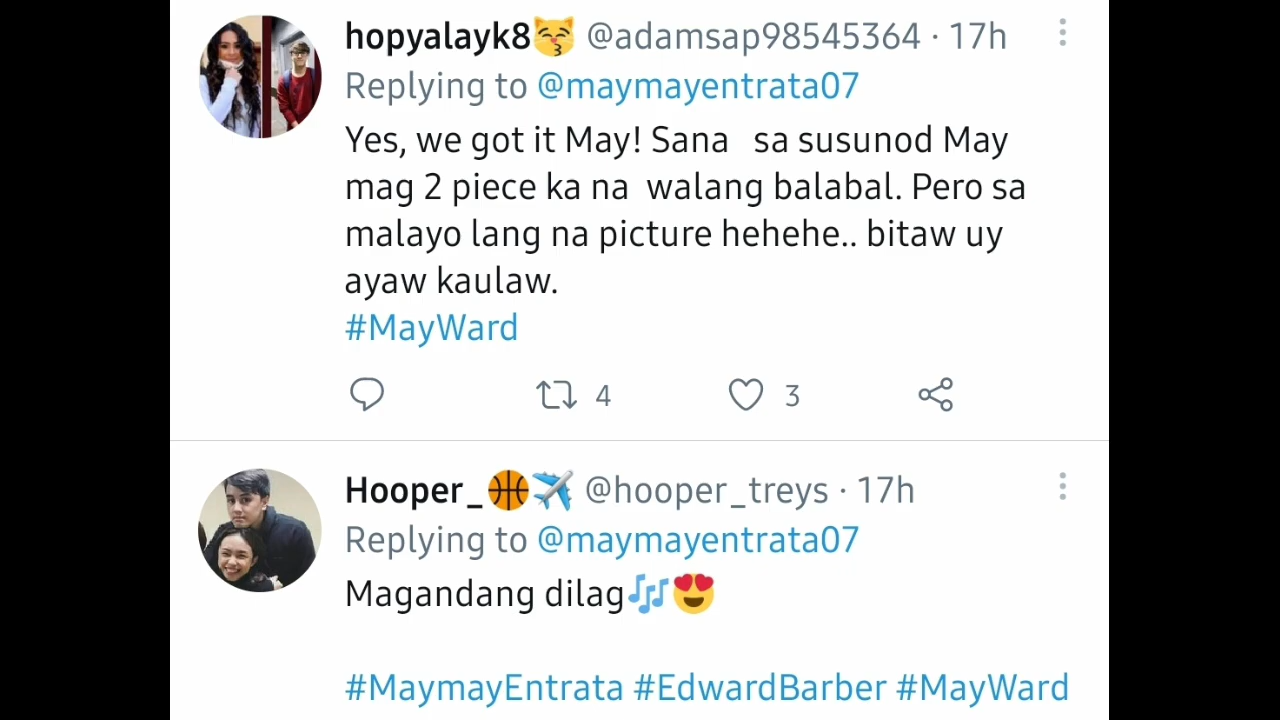 hopyalayk8😽 @adamsap98545364 · 17h
Replying to @maymayentrata07
Yes, we got it May! Sana   sa susunod May
mag 2 piece ka na  walang balabal. Pero sa
malayo lang na picture hehehe.. bitaw uy
ayaw kaulaw.
#MayWard
4 3
Hooper_🏀✈️ @hooper_treys · 17h
Replying to @maymayentrata07
Magandang dilag🎶😍
#MaymayEntrata #EdwardBarber #MayWard